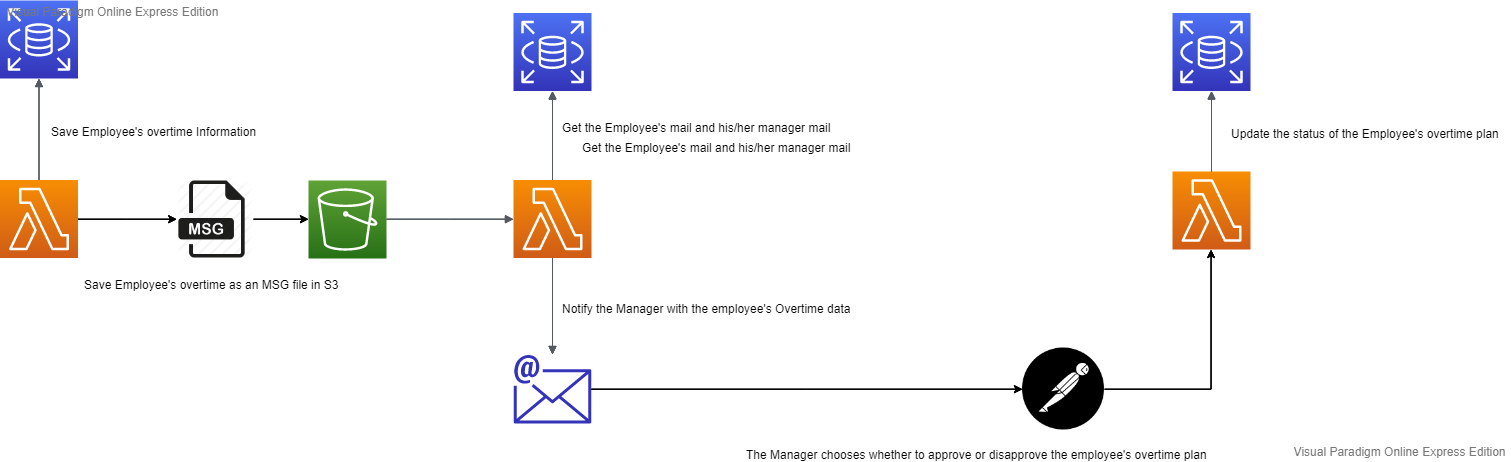 Visual Paradigm Online Express Edition
Save Employee's overtime Information
Get the Employee's mail and his/her manager mail
Get the Employee's mail and his/her manager mail
Update the status of the Employee's overtime plan
MSG
Save Employee's overtime as an MSG file in S3
Notify the Manager with the employee's Overtime data
@
The Manager chooses whether to approve or disapprove the employee's overtime plan
Visual Paradigm Online Express Edition